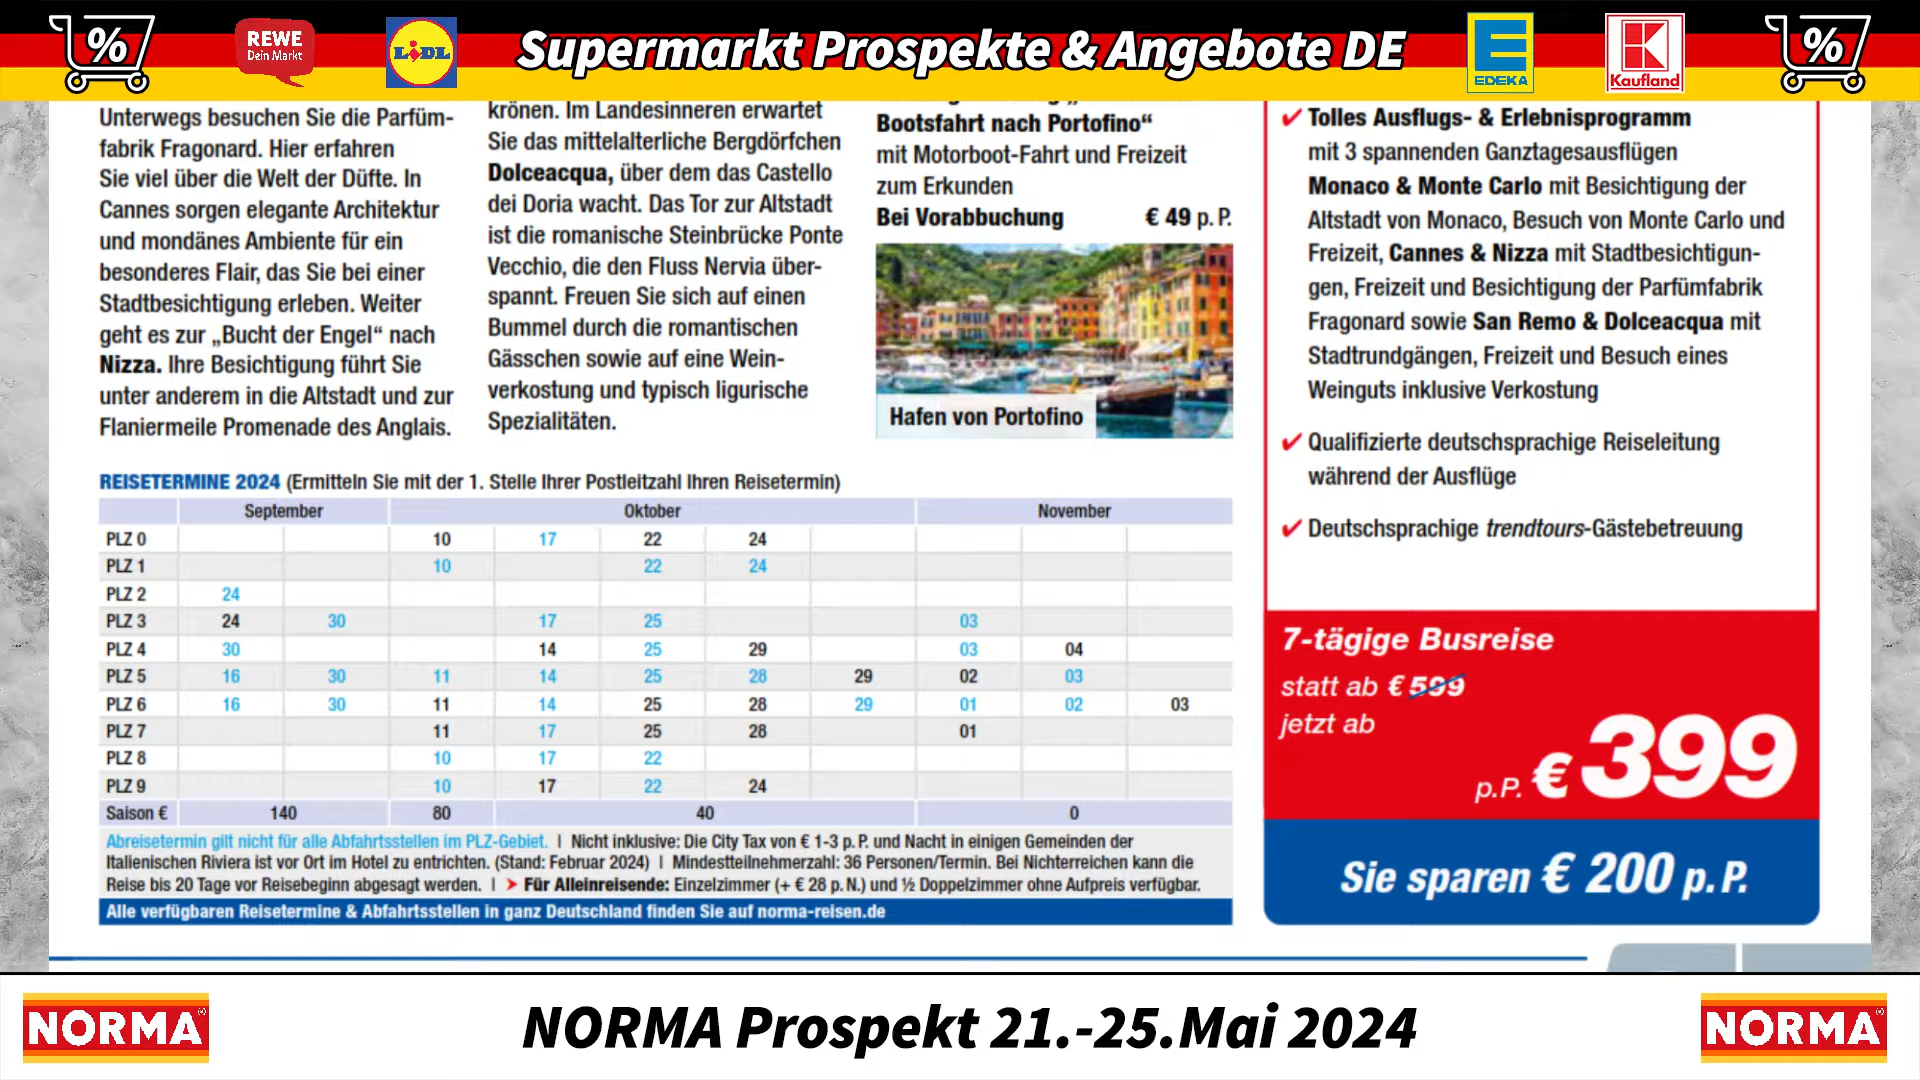 %
REWE
Dein Markt
LIDL
Supermarkt Prospekte & Angebote DE
EDEKA
Kaufland
%
Unterwegs besuchen Sie die Parfüm-
fabrik Fragonard. Hier erfahren
Sie viel über die Welt der Düfte. In
Cannes sorgen elegante Architektur
und mondänes Ambiente für ein
besonderes Flair, das Sie bei einer
Stadtbesichtigung erleben. Weiter
geht es zur „Bucht der Engel“ nach
Nizza. Ihre Besichtigung führt Sie
unter anderem in die Altstadt und zur
Flaniermeile Promenade des Anglais.
krönen. Im Landesinneren erwartet
Sie das mittelalterliche Bergdörfchen
Dolceacqua, über dem das Castello
dei Doria wacht. Das Tor zur Altstadt
ist die romanische Steinbrücke Ponte
Vecchio, die den Fluss Nervia über-
spannt. Freuen Sie sich auf einen
Bummel durch die romantischen
Gässchen sowie auf eine Wein-
verkostung und typisch ligurische
Spezialitäten.
Bootsfahrt nach Portofino“
mit Motorboot-Fahrt und Freizeit
zum Erkunden
Bei Vorabbuchung € 49 p. P.
Hafen von Portofino
REISETERMINE 2024 (Ermitteln Sie mit der 1. Stelle Ihrer Postleitzahl Ihren Reisetermin)
September Oktober November
PLZ 0 10 17 22 24
PLZ 1 10 22 24
PLZ 2 24
PLZ 3 24 30 17 25 03
PLZ 4 30 14 25 29 03 04
PLZ 5 16 30 11 14 25 28 29 02 03
PLZ 6 16 30 11 14 25 28 29 01 02 03
PLZ 7 11 17 25 28 01
PLZ 8 10 17 22
PLZ 9 10 17 22 24
Saison € 140 80 40 0
Abreisetermin gilt nicht für alle Abfahrtsstellen im PLZ-Gebiet. | Nicht inklusive: Die City Tax von € 1-3 p. P. und Nacht in einigen Gemeinden der
Italienischen Riviera ist vor Ort im Hotel zu entrichten. (Stand: Februar 2024) | Mindestteilnehmerzahl: 36 Personen/Termin. Bei Nichterreichen kann die
Reise bis 20 Tage vor Reisebeginn abgesagt werden. | ➤ Für Alleinreisende: Einzelzimmer (+ € 28 p. N.) und ½ Doppelzimmer ohne Aufpreis verfügbar.
Alle verfügbaren Reisetermine & Abfahrtsstellen in ganz Deutschland finden Sie auf norma-reisen.de
✔ Tolles Ausflugs- & Erlebnisprogramm
mit 3 spannenden Ganztagesausflügen
Monaco & Monte Carlo mit Besichtigung der
Altstadt von Monaco, Besuch von Monte Carlo und
Freizeit, Cannes & Nizza mit Stadtbesichtigun-
gen, Freizeit und Besichtigung der Parfümfabrik
Fragonard sowie San Remo & Dolceacqua mit
Stadtrundgängen, Freizeit und Besuch eines
Weinguts inklusive Verkostung
✔ Qualifizierte deutschsprachige Reiseleitung
während der Ausflüge
✔ Deutschsprachige trendtours-Gästebetreuung
7-tägige Busreise
statt ab € 599
jetzt ab
p.P. € 399
Sie sparen € 200 p. P.
NORMA
NORMA Prospekt 21.-25.Mai 2024
NORMA